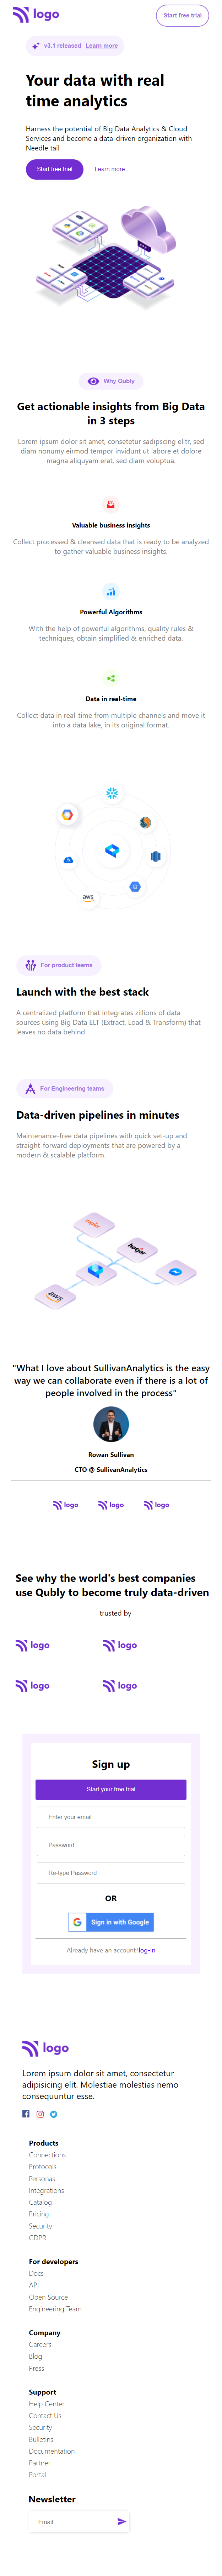 logo
Start free trial
v3.1 released Learn more
Your data with real
time analytics
Harness the potential of Big Data Analytics & Cloud
Services and become a data-driven organization with
Needle tail
Start free trial
Learn more
Why Qubly
Get actionable insights from Big Data
in 3 steps
Lorem ipsum dolor sit amet, consetetur sadipscing elitr, sed
diam nonumy eirmod tempor invidunt ut labore et dolore
magna aliquyam erat, sed diam voluptua.
Valuable business insights
Collect processed & cleansed data that is ready to be analyzed
to gather valuable business insights.
Powerful Algorithms
With the help of powerful algorithms, quality rules &
techniques, obtain simplified & enriched data.
Data in real-time
Collect data in real-time from multiple channels and move it
into a data lake, in its original format.
aws
For product teams
Launch with the best stack
A centralized platform that integrates zillions of data
sources using Big Data ELT (Extract, Load & Transform) that
leaves no data behind
For Engineering teams
Data-driven pipelines in minutes
Maintenance-free data pipelines with quick set-up and
straight-forward deployments that are powered by a
modern & scalable platform.
zapier
hotjar
aws
"What I love about SullivanAnalytics is the easy
way we can collaborate even if there is a lot of
people involved in the process"
Rowan Sullivan
CTO @ SullivanAnalytics
logo
logo
logo
See why the world's best companies
use Qubly to become truly data-driven
trusted by
logo
logo
logo
logo
Sign up
Start your free trial
Enter your email
Password
Re-type Password
OR
Sign in with Google
Already have an account?log-in
logo
Lorem ipsum dolor sit amet, consectetur
adipisicing elit. Molestiae molestias nemo
consequuntur esse.
Products
Connections
Protocols
Personas
Integrations
Catalog
Pricing
Security
GDPR
For developers
Docs
API
Open Source
Engineering Team
Company
Careers
Blog
Press
Support
Help Center
Contact Us
Security
Bulletins
Documentation
Partner
Portal
Newsletter
Email